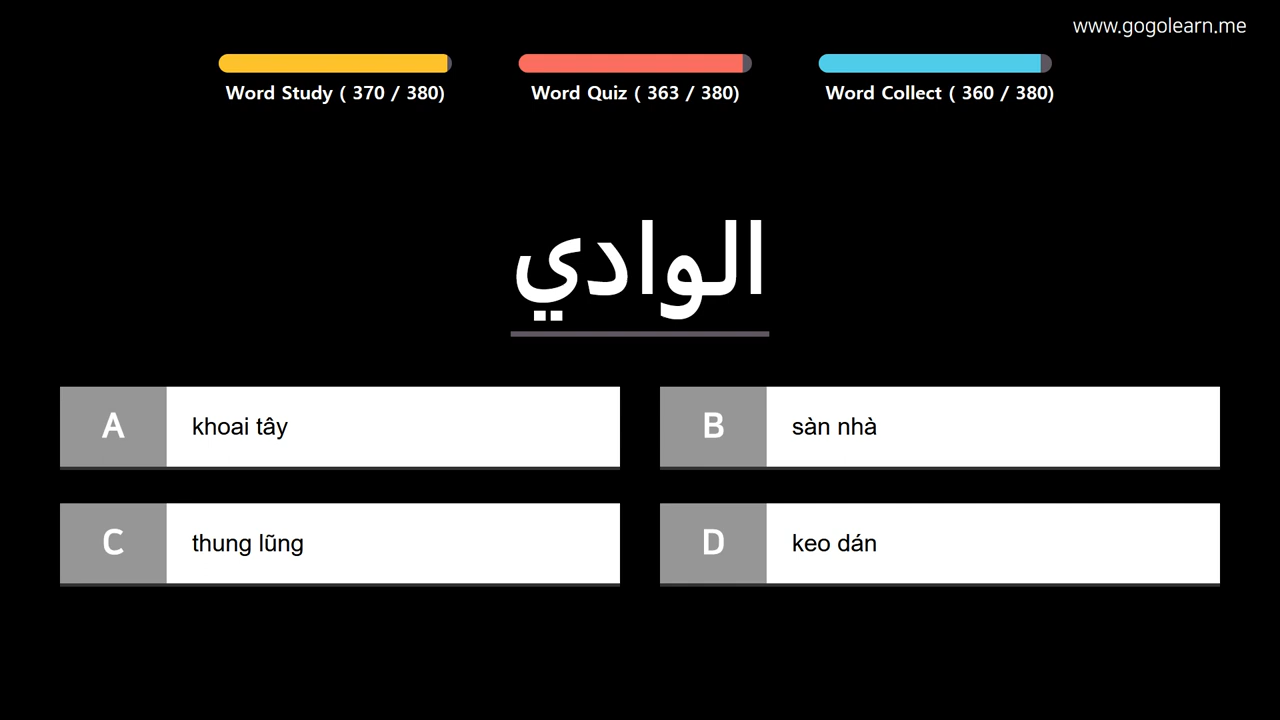 www.gogolearn.me
Word Study ( 370 / 380)
Word Quiz ( 363 / 380)
Word Collect ( 360 / 380)
الوادي
A
khoai tây
B
sàn nhà
C
thung lũng
D
keo dán